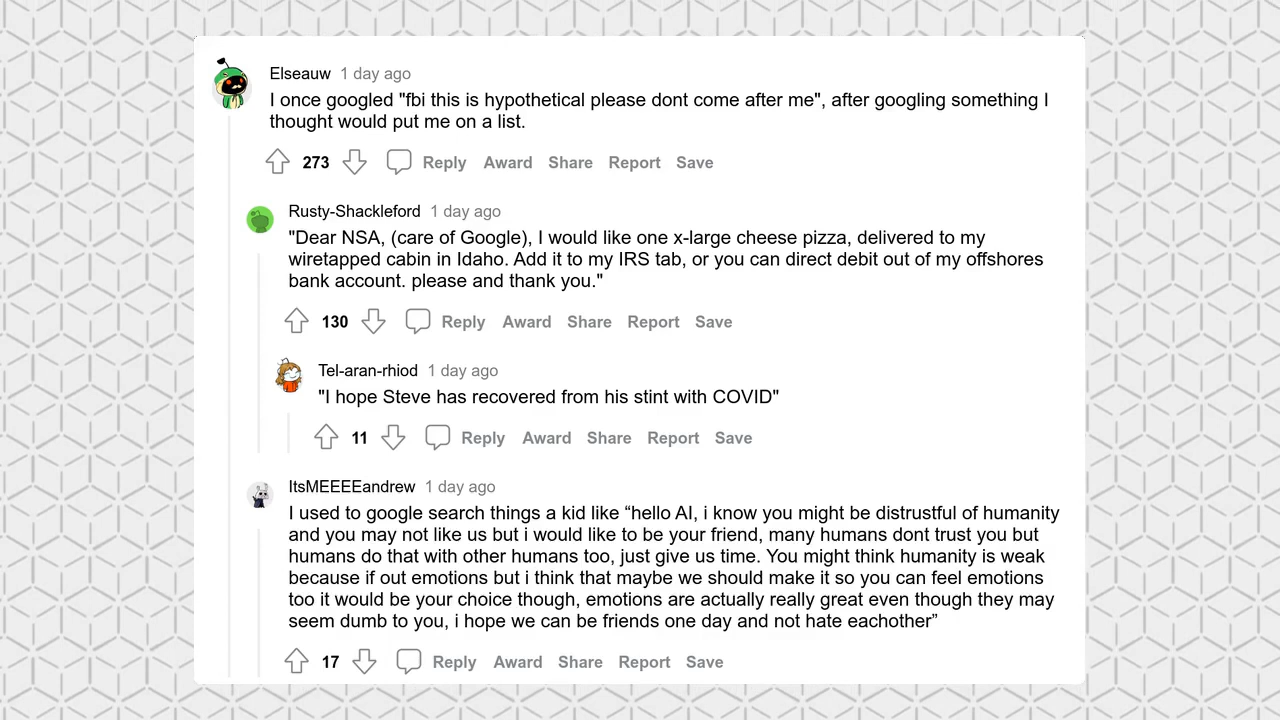 Elseauw 1 day ago
I once googled "fbi this is hypothetical please dont come after me", after googling something I
thought would put me on a list.
273 Reply Award Share Report Save
Rusty-Shackleford 1 day ago
"Dear NSA, (care of Google), I would like one x-large cheese pizza, delivered to my
wiretapped cabin in Idaho. Add it to my IRS tab, or you can direct debit out of my offshores
bank account. please and thank you."
130 Reply Award Share Report Save
Tel-aran-rhiod 1 day ago
"I hope Steve has recovered from his stint with COVID"
11 Reply Award Share Report Save
ItsMEEEEandrew 1 day ago
I used to google search things a kid like “hello AI, i know you might be distrustful of humanity
and you may not like us but i would like to be your friend, many humans dont trust you but
humans do that with other humans too, just give us time. You might think humanity is weak
because if out emotions but i think that maybe we should make it so you can feel emotions
too it would be your choice though, emotions are actually really great even though they may
seem dumb to you, i hope we can be friends one day and not hate eachother”
17 Reply Award Share Report Save